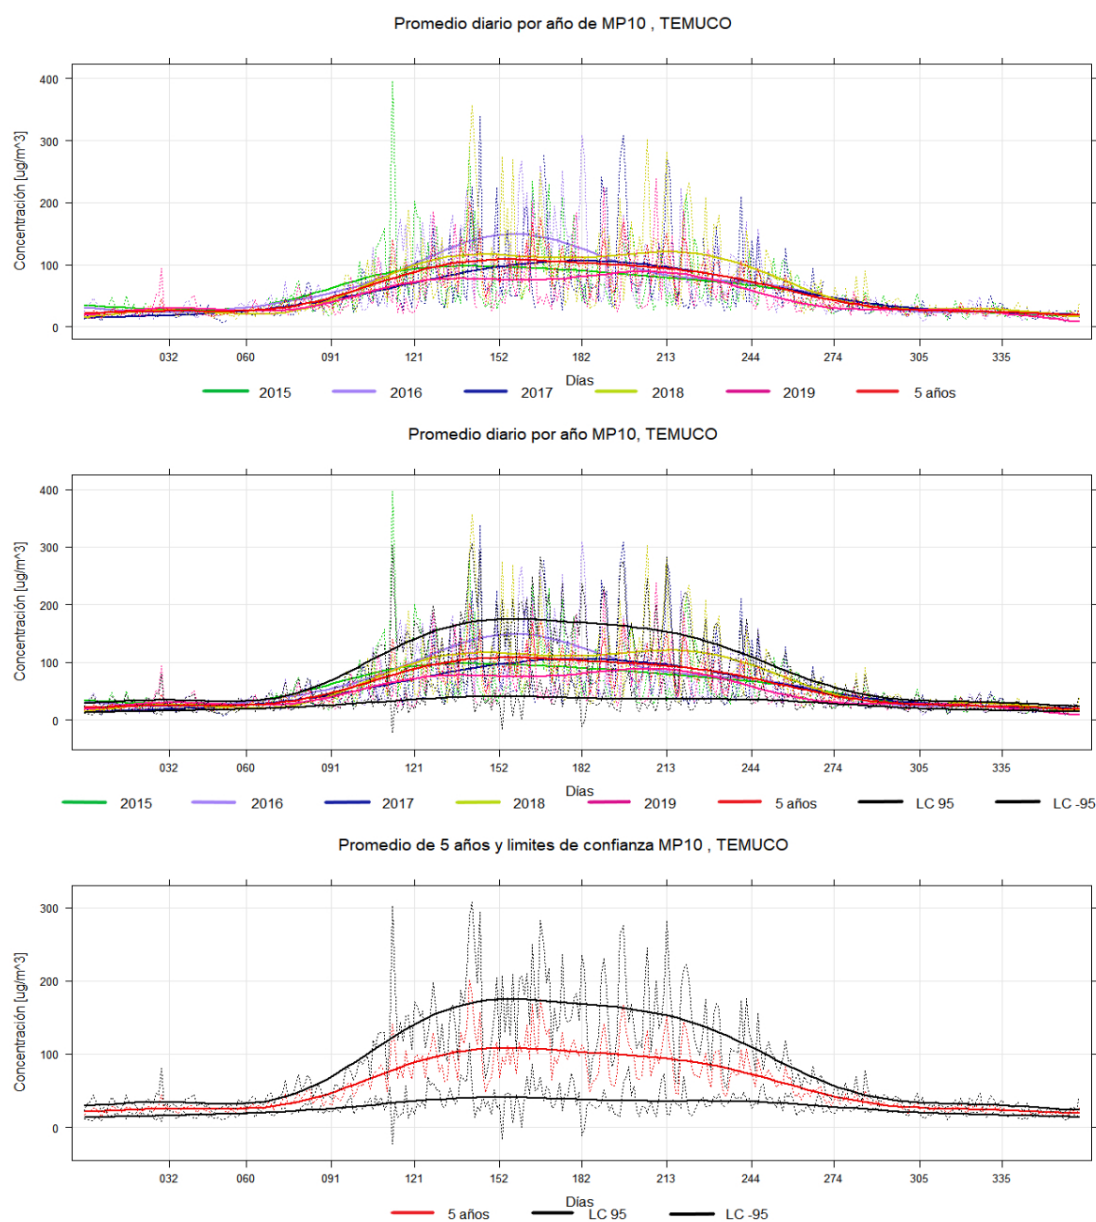 Promedio diario por año de MP10 , TEMUCO
Concentración [ug/m^3]
400
300
200
100
0
032 060 091 121 152 182 213 244 274 305 335
Días
2015 2016 2017 2018 2019 5 años
Promedio diario por año MP10, TEMUCO
Concentración [ug/m^3]
400
300
200
100
0
032 060 091 121 152 182 213 244 274 305 335
Días
2015 2016 2017 2018 2019 5 años LC 95 LC -95
Promedio de 5 años y limites de confianza MP10 , TEMUCO
Concentración [ug/m^3]
300
200
100
0
032 060 091 121 152 182 213 244 274 305 335
Días
5 años LC 95 LC -95